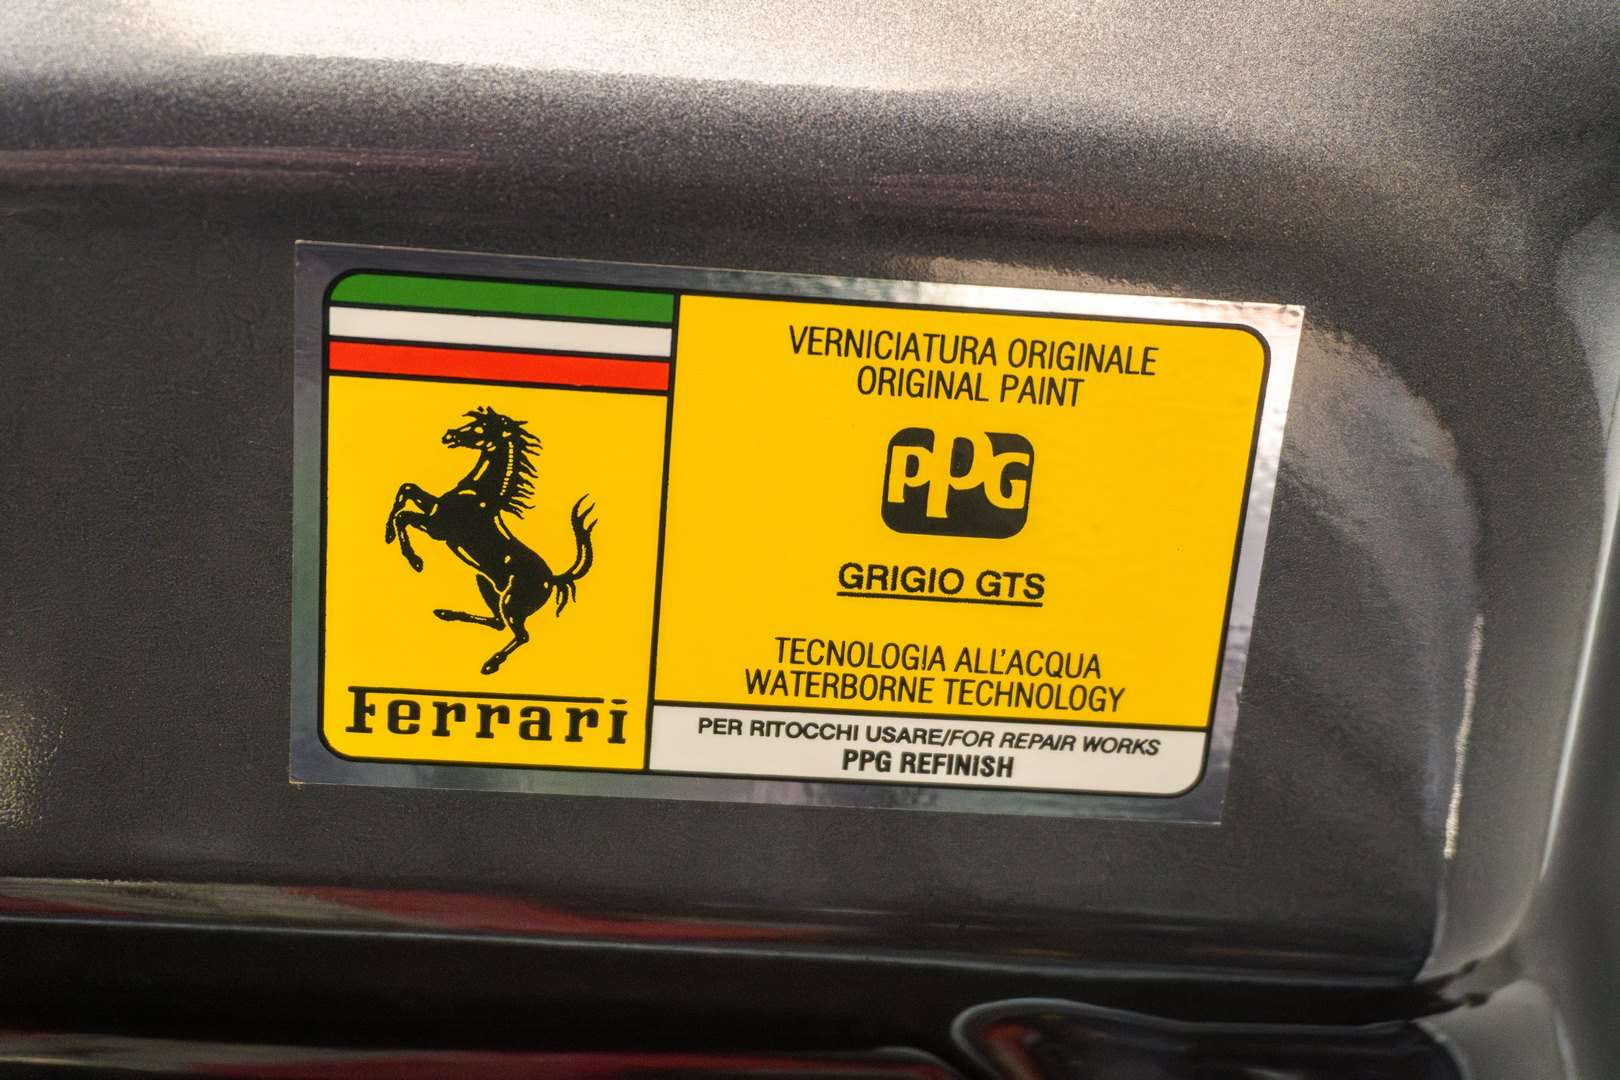 Ferrari
VERNICIATURA ORIGINALE
ORIGINAL PAINT
PPG
GRIGIO GTS
TECNOLOGIA ALL'ACQUA
WATERBORNE TECHNOLOGY
PER RITOCCHI USARE/FOR REPAIR WORKS
PPG REFINISH